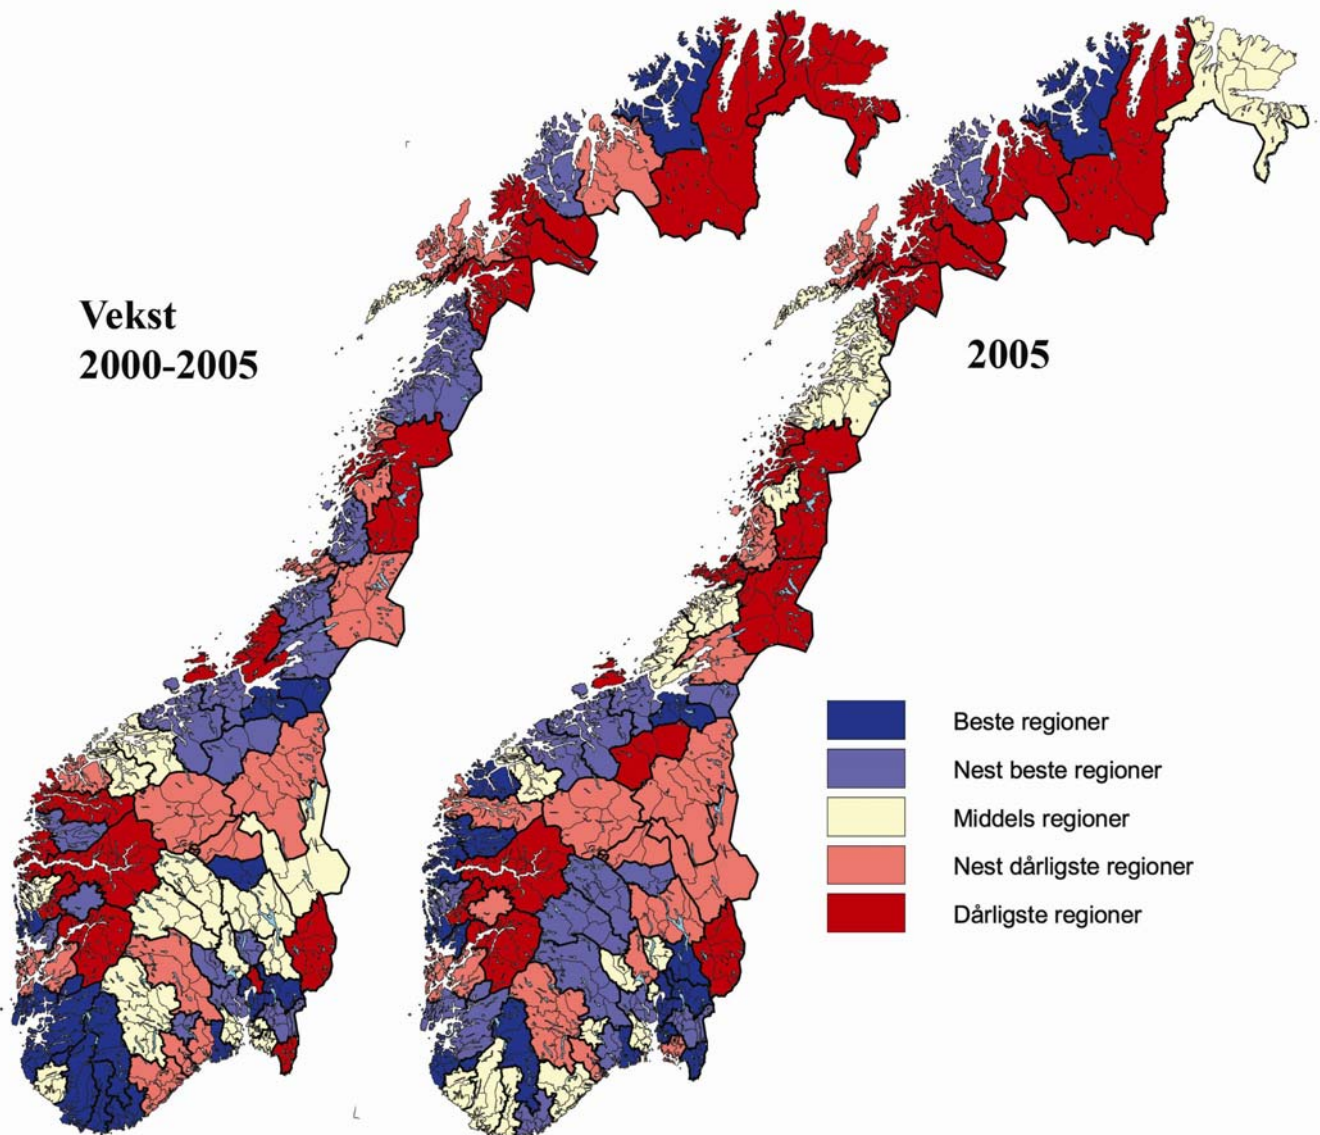 Vekst
2000-2005
2005
Beste regioner
Nest beste regioner
Middels regioner
Nest dårligste regioner
Dårligste regioner